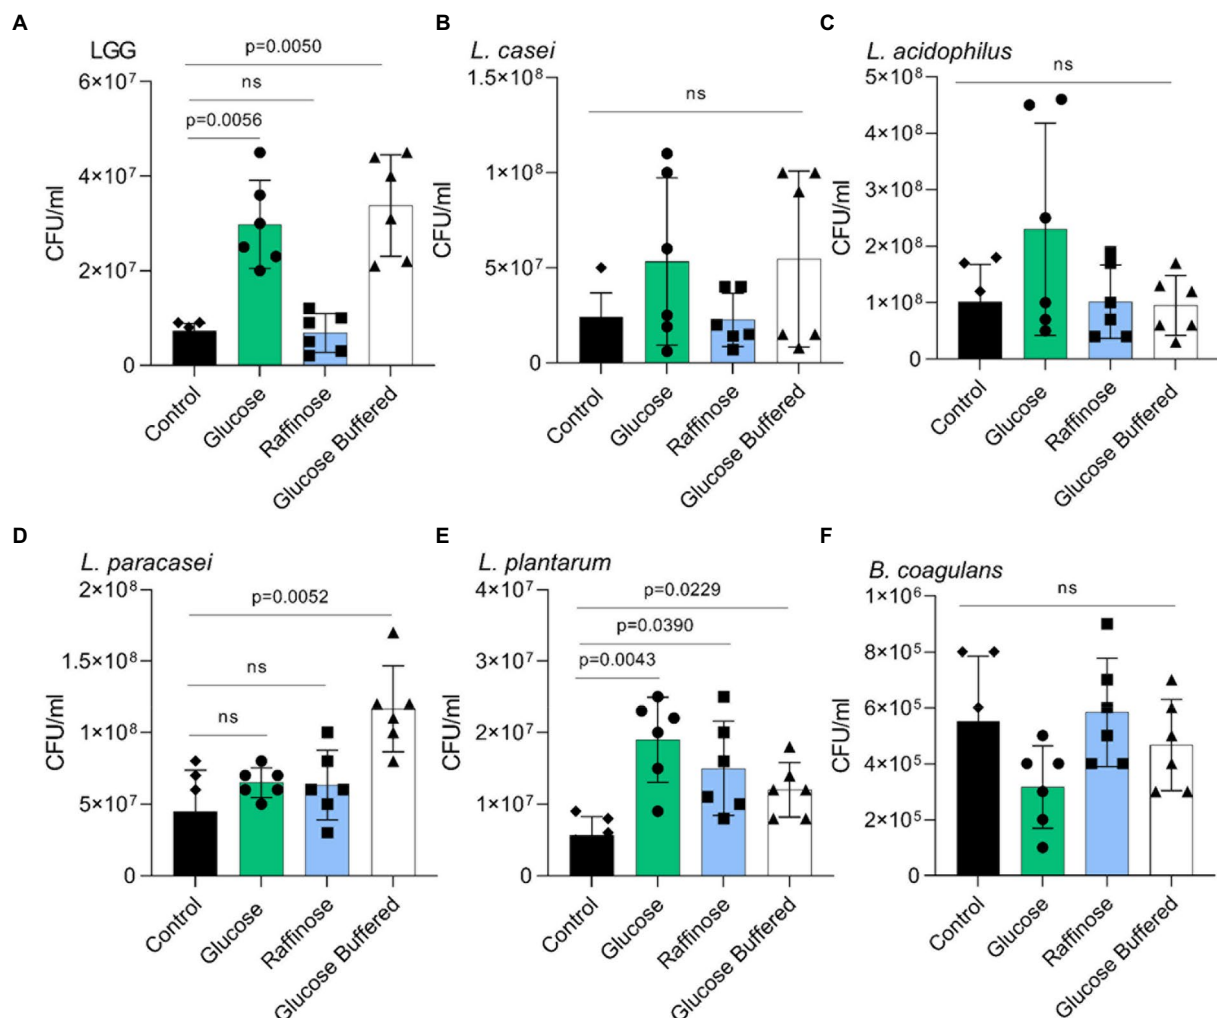 A
LGG
p=0.0050
ns
p=0.0056
6×10⁷
4×10⁷
2×10⁷
0
CFU/ml
Control
Glucose
Raffinose
Glucose Buffered
B
L. casei
ns
1.5×10⁸
1×10⁸
5×10⁷
0
CFU/ml
Control
Glucose
Raffinose
Glucose Buffered
C
L. acidophilus
ns
5×10⁸
4×10⁸
3×10⁸
2×10⁸
1×10⁸
0
CFU/ml
Control
Glucose
Raffinose
Glucose Buffered
D
L. paracasei
p=0.0052
ns
ns
2×10⁸
1.5×10⁸
1×10⁸
5×10⁷
0
CFU/ml
Control
Glucose
Raffinose
Glucose Buffered
E
L. plantarum
p=0.0229
p=0.0390
p=0.0043
4×10⁷
3×10⁷
2×10⁷
1×10⁷
0
CFU/ml
Control
Glucose
Raffinose
Glucose Buffered
F
B. coagulans
ns
1×10⁶
8×10⁵
6×10⁵
4×10⁵
2×10⁵
0
CFU/ml
Control
Glucose
Raffinose
Glucose Buffered